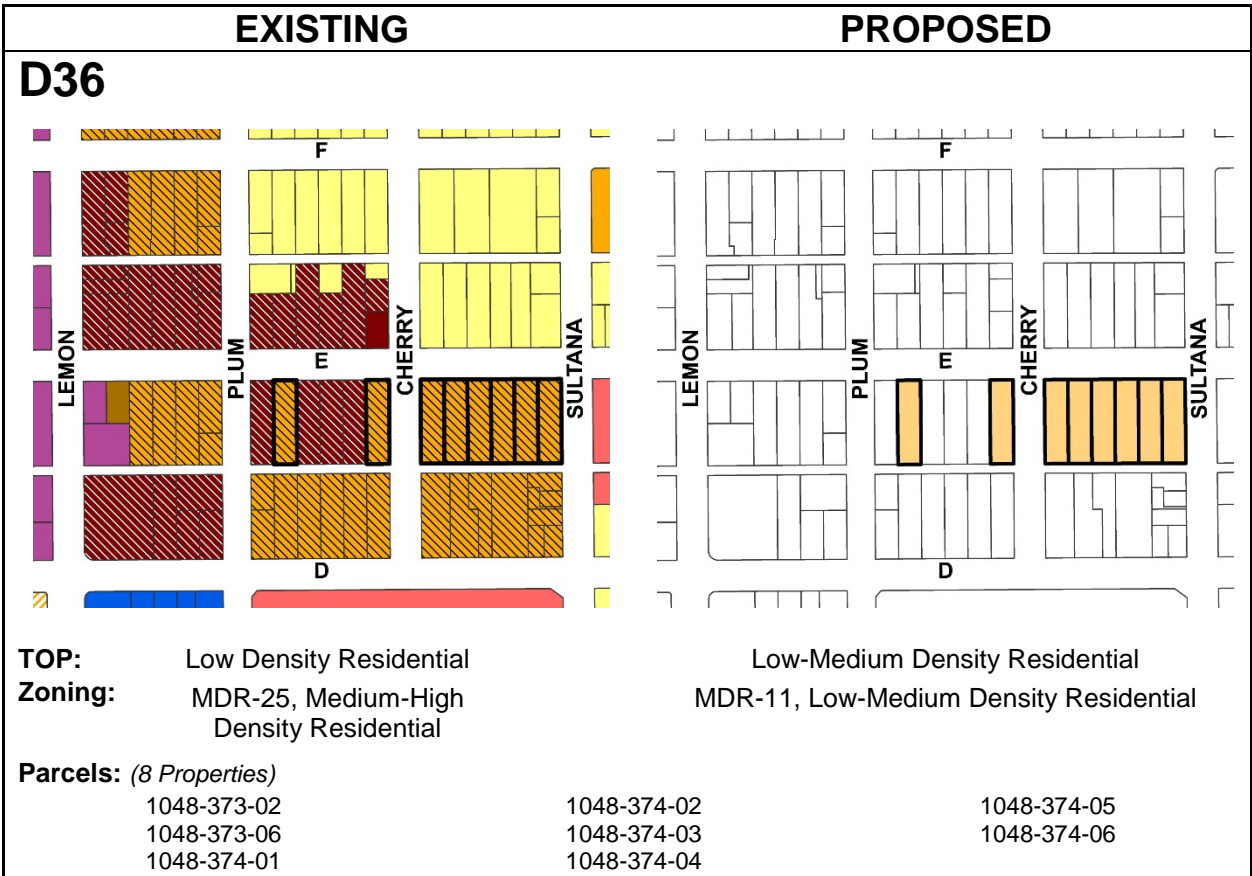 EXISTING
PROPOSED
D36
F
F
LEMON
PLUM
CHERRY
SULTANA
E
LEMON
PLUM
CHERRY
SULTANA
E
D
D
TOP: Low Density Residential Low-Medium Density Residential
Zoning: MDR-25, Medium-High MDR-11, Low-Medium Density Residential
Density Residential
Parcels: (8 Properties)
1048-373-02 1048-374-02 1048-374-05
1048-373-06 1048-374-03 1048-374-06
1048-374-01 1048-374-04